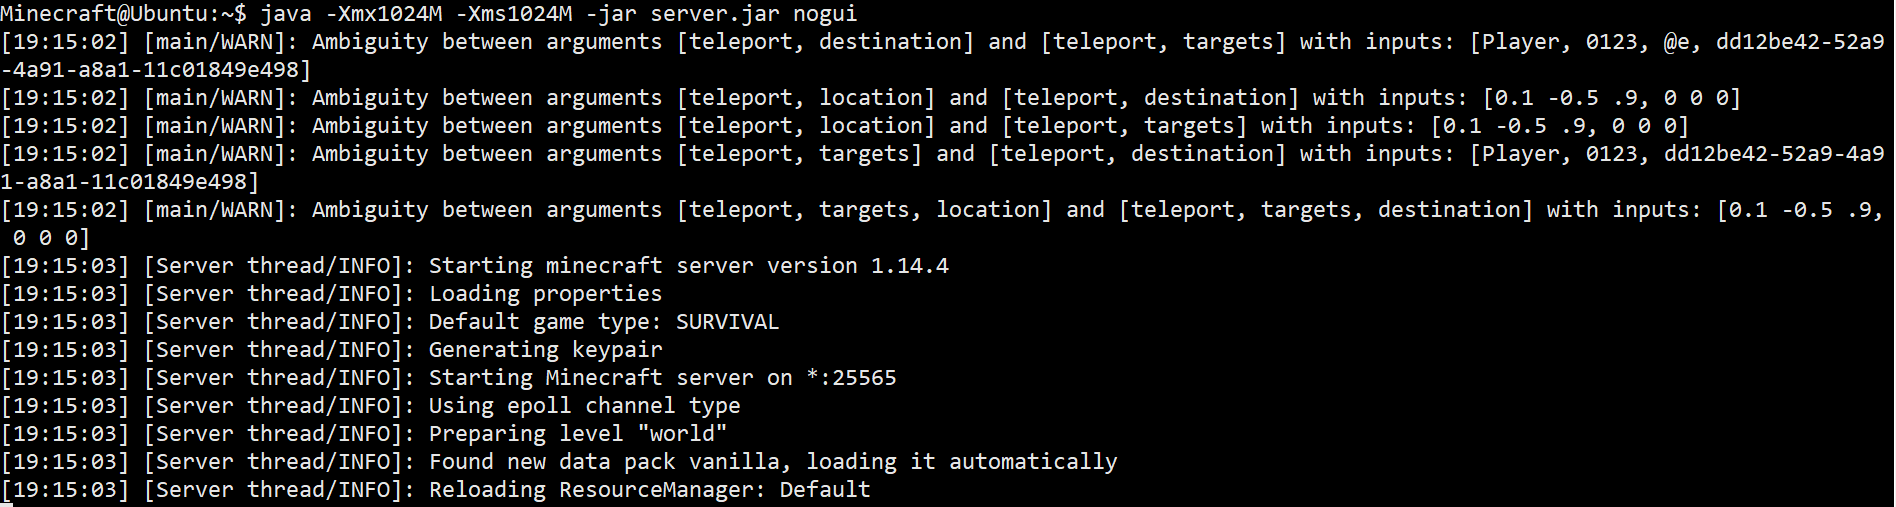 Minecraft@Ubuntu:~$ java -Xmx1024M -Xms1024M -jar server.jar nogui
[19:15:02] [main/WARN]: Ambiguity between arguments [teleport, destination] and [teleport, targets] with inputs: [Player, 0123, @e, dd12be42-52a9
-4a91-a8a1-11c01849e498]
[19:15:02] [main/WARN]: Ambiguity between arguments [teleport, location] and [teleport, destination] with inputs: [0.1 -0.5 .9, 0 0 0]
[19:15:02] [main/WARN]: Ambiguity between arguments [teleport, location] and [teleport, targets] with inputs: [0.1 -0.5 .9, 0 0 0]
[19:15:02] [main/WARN]: Ambiguity between arguments [teleport, targets] and [teleport, destination] with inputs: [Player, 0123, dd12be42-52a9-4a9
1-a8a1-11c01849e498]
[19:15:02] [main/WARN]: Ambiguity between arguments [teleport, targets, location] and [teleport, targets, destination] with inputs: [0.1 -0.5 .9,
 0 0 0]
[19:15:03] [Server thread/INFO]: Starting minecraft server version 1.14.4
[19:15:03] [Server thread/INFO]: Loading properties
[19:15:03] [Server thread/INFO]: Default game type: SURVIVAL
[19:15:03] [Server thread/INFO]: Generating keypair
[19:15:03] [Server thread/INFO]: Starting Minecraft server on *:25565
[19:15:03] [Server thread/INFO]: Using epoll channel type
[19:15:03] [Server thread/INFO]: Preparing level "world"
[19:15:03] [Server thread/INFO]: Found new data pack vanilla, loading it automatically
[19:15:03] [Server thread/INFO]: Reloading ResourceManager: Default